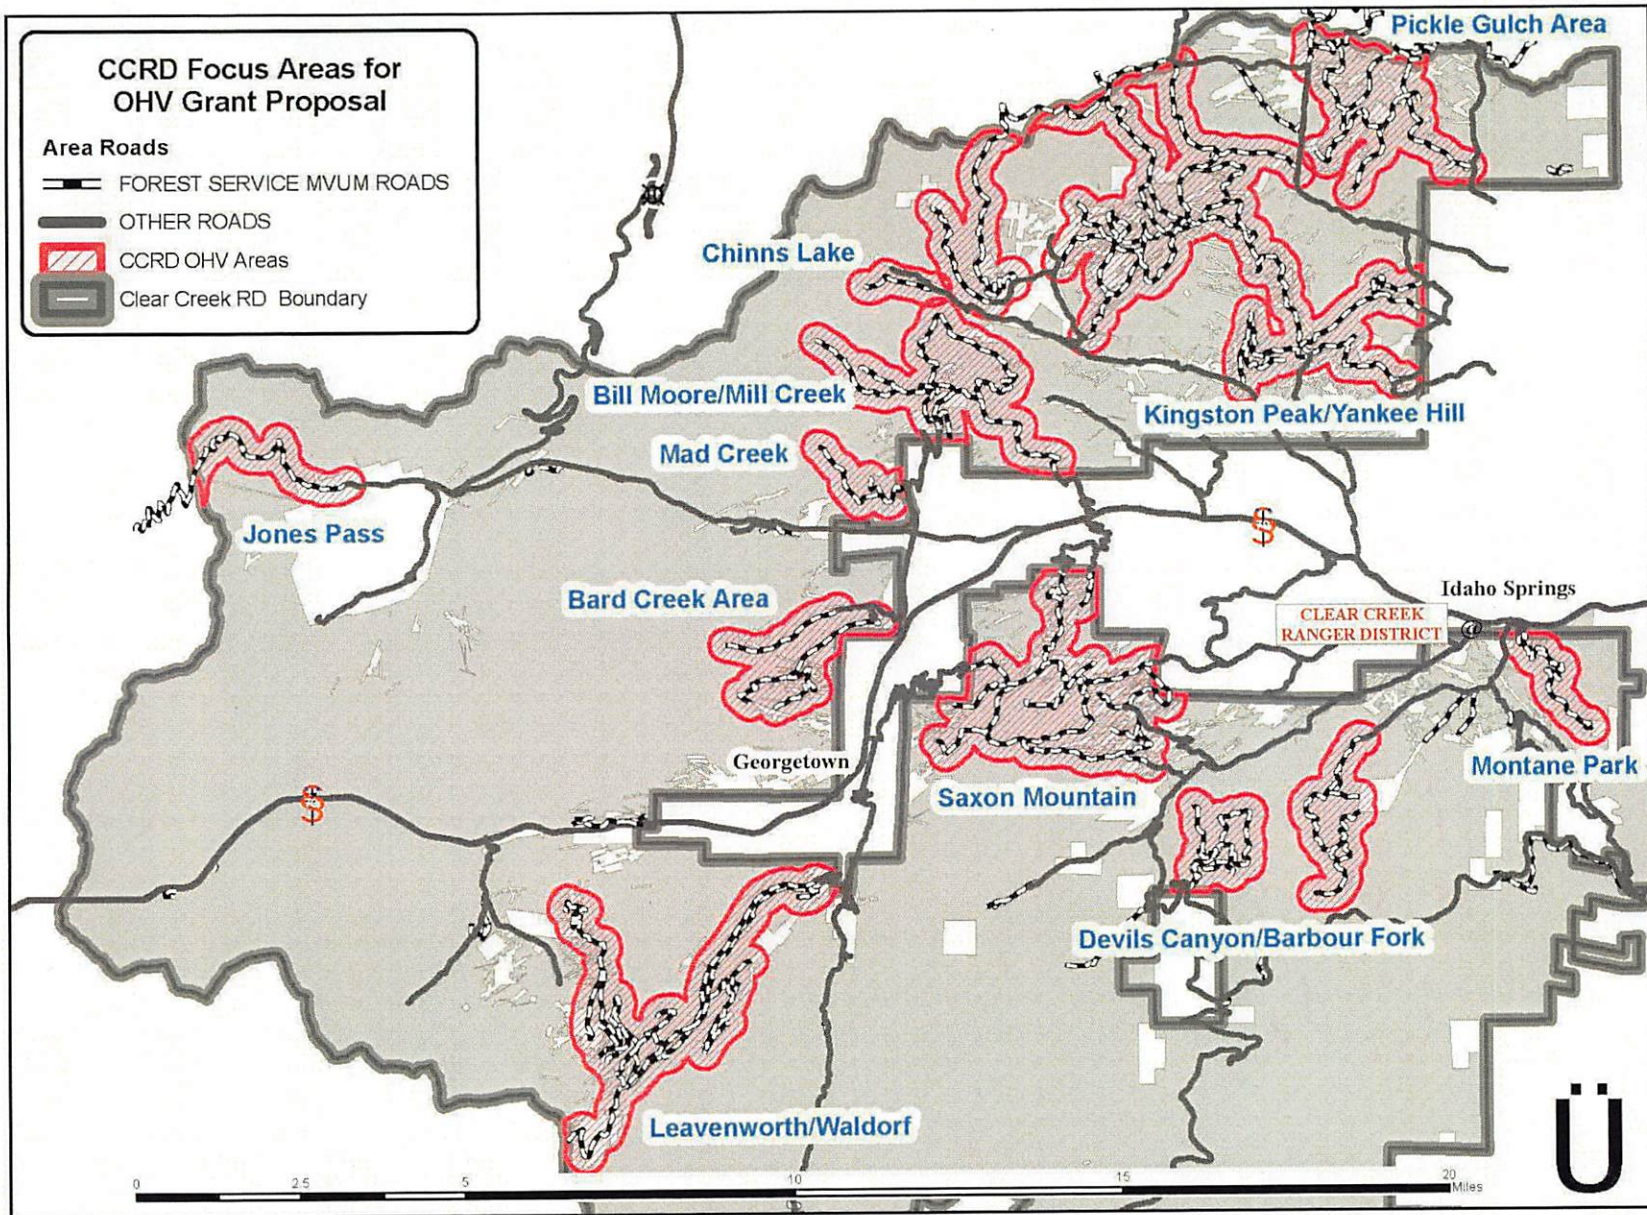 Pickle Gulch Area
CCRD Focus Areas for
OHV Grant Proposal
Area Roads
FOREST SERVICE MVUM ROADS
OTHER ROADS
CCRD OHV Areas
Clear Creek RD Boundary
Chinns Lake
Bill Moore/Mill Creek
Kingston Peak/Yankee Hill
Mad Creek
Jones Pass
Bard Creek Area
Idaho Springs
CLEAR CREEK
RANGER DISTRICT
@
Georgetown
Saxon Mountain
Montane Park
Devils Canyon/Barbour Fork
Leavenworth/Waldorf
Ü
0 2.5 5 10 15 20
Miles